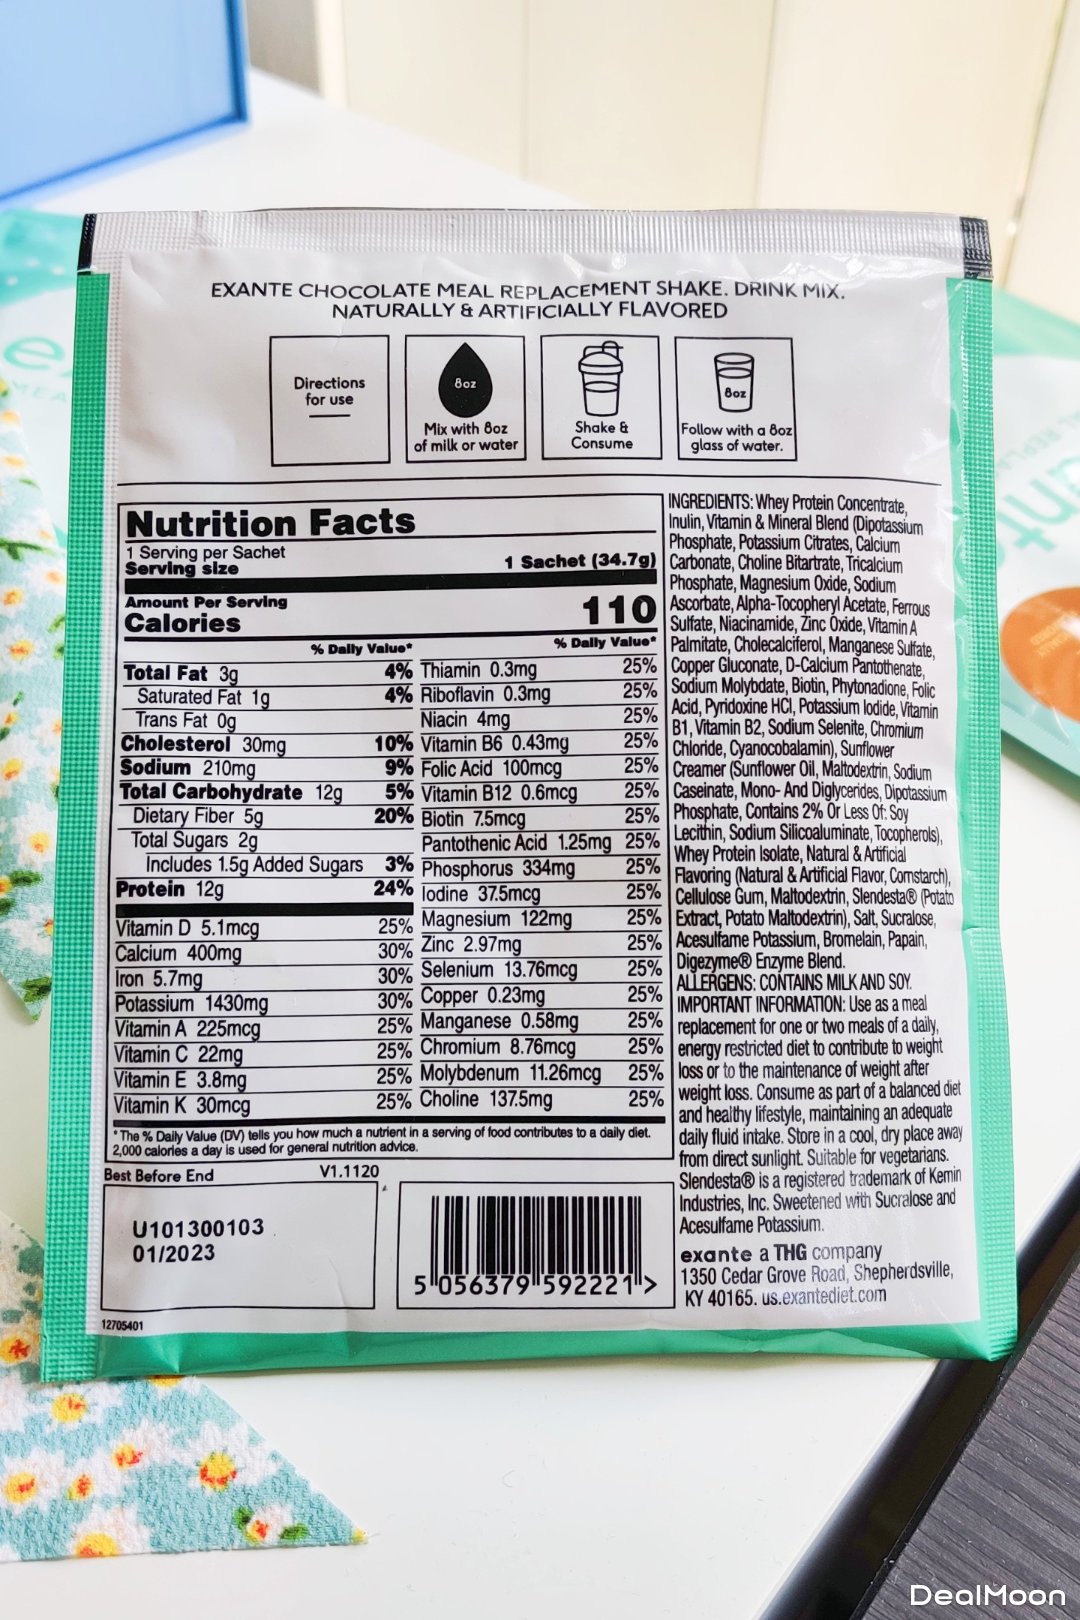 EXANTE CHOCOLATE MEAL REPLACEMENT SHAKE. DRINK MIX.
NATURALLY & ARTIFICIALLY FLAVORED
Directions
for use
8oz
Mix with 8oz
of milk or water
Shake &
Consume
8oz
Follow with a 8oz
glass of water.
Nutrition Facts
1 Serving per Sachet
Serving size 1 Sachet (34.7g)
Amount Per Serving
Calories 110
% Daily Value*
Total Fat 3g 4%
Saturated Fat 1g 4%
Trans Fat 0g
Cholesterol 30mg 10%
Sodium 210mg 9%
Total Carbohydrate 12g 5%
Dietary Fiber 5g 20%
Total Sugars 2g
Includes 1.5g Added Sugars 3%
Protein 12g 24%
Vitamin D 5.1mcg 25%
Calcium 400mg 30%
Iron 5.7mg 30%
Potassium 1430mg 30%
Vitamin A 225mcg 25%
Vitamin C 22mg 25%
Vitamin E 3.8mg 25%
Vitamin K 30mcg 25%
% Daily Value*
Thiamin 0.3mg 25%
Riboflavin 0.3mg 25%
Niacin 4mg 25%
Vitamin B6 0.43mg 25%
Folic Acid 100mcg 25%
Vitamin B12 0.6mcg 25%
Biotin 7.5mcg 25%
Pantothenic Acid 1.25mg 25%
Phosphorus 334mg 25%
Iodine 37.5mcg 25%
Magnesium 122mg 25%
Zinc 2.97mg 25%
Selenium 13.76mcg 25%
Copper 0.23mg 25%
Manganese 0.58mg 25%
Chromium 8.76mcg 25%
Molybdenum 11.26mcg 25%
Choline 137.5mg 25%
*The % Daily Value (DV) tells you how much a nutrient in a serving of food contributes to a daily diet.
2,000 calories a day is used for general nutrition advice.
Best Before End V1.1120
U101300103
01/2023
5 056379 592221 >
12705401
INGREDIENTS: Whey Protein Concentrate,
Inulin, Vitamin & Mineral Blend (Dipotassium
Phosphate, Potassium Citrates, Calcium
Carbonate, Choline Bitartrate, Tricalcium
Phosphate, Magnesium Oxide, Sodium
Ascorbate, Alpha-Tocopheryl Acetate, Ferrous
Sulfate, Niacinamide, Zinc Oxide, Vitamin A
Palmitate, Cholecalciferol, Manganese Sulfate,
Copper Gluconate, D-Calcium Pantothenate,
Sodium Molybdate, Biotin, Phytonadione, Folic
Acid, Pyridoxine HCl, Potassium Iodide, Vitamin
B1, Vitamin B2, Sodium Selenite, Chromium
Chloride, Cyanocobalamin), Sunflower
Creamer (Sunflower Oil, Maltodextrin, Sodium
Caseinate, Mono- And Diglycerides, Dipotassium
Phosphate, Contains 2% Or Less Of: Soy
Lecithin, Sodium Silicoaluminate, Tocopherols),
Whey Protein Isolate, Natural & Artificial
Flavoring (Natural & Artificial Flavor, Cornstarch),
Cellulose Gum, Maltodextrin, Slendesta® (Potato
Extract, Potato Maltodextrin), Salt, Sucralose,
Acesulfame Potassium, Bromelain, Papain,
Digezyme® Enzyme Blend.
ALLERGENS: CONTAINS MILK AND SOY.
IMPORTANT INFORMATION: Use as a meal
replacement for one or two meals of a daily,
energy restricted diet to contribute to weight
loss or to the maintenance of weight after
weight loss. Consume as part of a balanced diet
and healthy lifestyle, maintaining an adequate
daily fluid intake. Store in a cool, dry place away
from direct sunlight. Suitable for vegetarians.
Slendesta® is a registered trademark of Kemin
Industries, Inc. Sweetened with Sucralose and
Acesulfame Potassium.
exante a THG company
1350 Cedar Grove Road, Shepherdsville,
KY 40165. us.exantediet.com
DealMoon